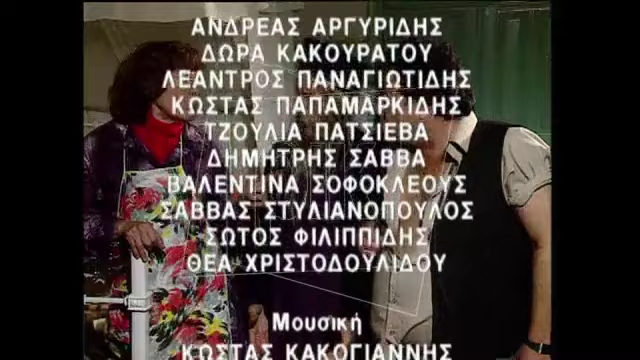 ΑΝΔΡΕΑΣ ΑΡΓΥΡΙΔΗΣ
ΔΩΡΑ ΚΑΚΟΥΡΑΤΟΥ
ΛΕΑΝΤΡΟΣ ΠΑΝΑΓΙΩΤΙΔΗΣ
ΚΩΣΤΑΣ ΠΑΠΑΜΑΡΚΙΔΗΣ
ΤΖΟΥΛΙΑ ΠΑΤΣΙΕΒΑ
ΔΗΜΗΤΡΗΣ ΣΑΒΒΑ
ΒΑΛΕΝΤΙΝΑ ΣΟΦΟΚΛΕΟΥΣ
ΣΑΒΒΑΣ ΣΤΥΛΙΑΝΟΠΟΥΛΟΣ
ΣΩΤΟΣ ΦΙΛΙΠΠΙΔΗΣ
ΘΕΑ ΧΡΙΣΤΟΔΟΥΛΙΔΟΥ
Μουσική
ΚΩΣΤΑΣ ΚΑΚΟΓΙΑΝΝΗΣ